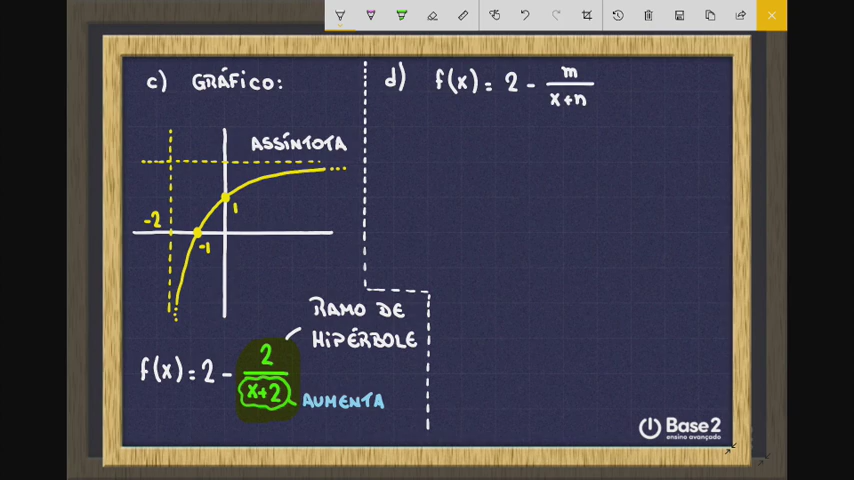 c) GRÁFICO:
ASSÍNTOTA
-2
1
-1
RAMO DE
HIPÉRBOLE
f(x) = 2 - 2/(x+2)
AUMENTA
d) f(x) = 2 - m/(x+n)
Base2
ensino avançado